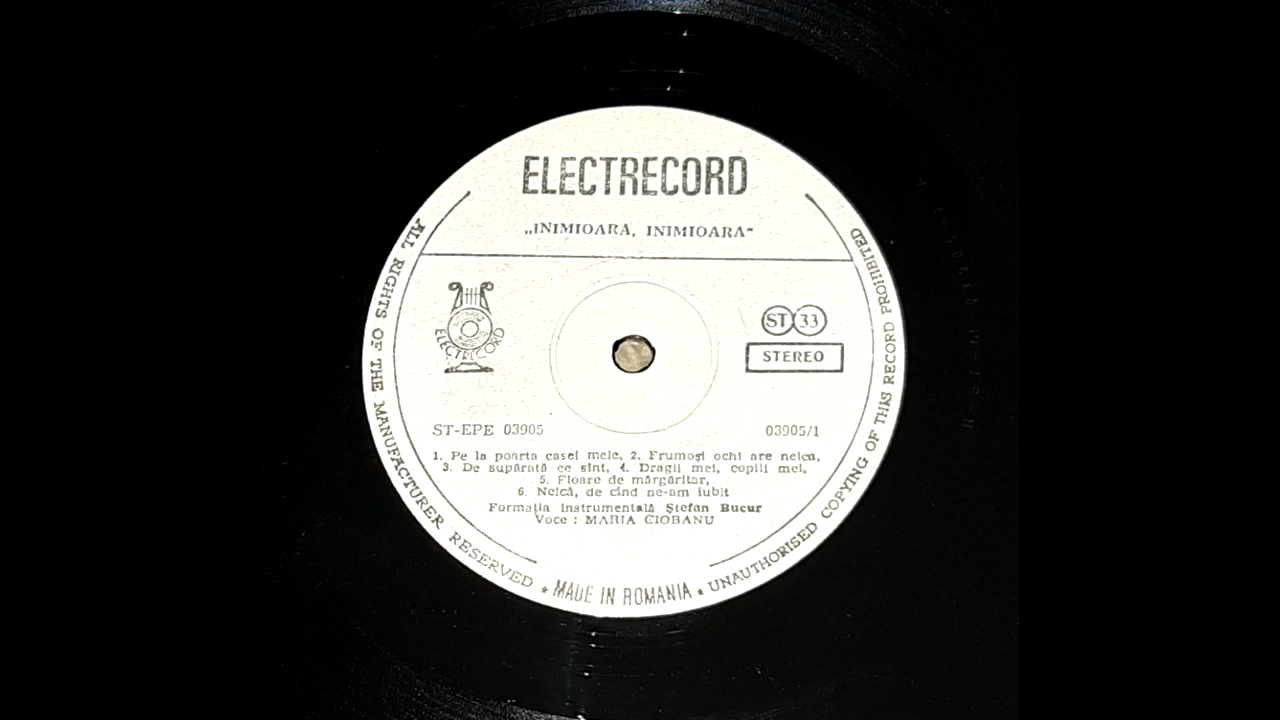 ELECTRECORD
„INIMIOARĂ, INIMIOARĂ"
ELECTRECORD
ST 33
STEREO
ST-EPE 03905
03905/1
1. Pe la poarta casei mele, 2. Frumoşi ochi are neica,
3. De supărată ce sînt, 4. Dragii mei, copiii mei,
5. Floare de mărgăritar,
6. Neică, de cînd ne-am iubit
Formaţia instrumentală Ştefan Bucur
Voce : MARIA CIOBANU
ALL RIGHTS OF THE MANUFACTURER RESERVED ★ MADE IN ROMANIA ★ UNAUTHORISED COPYING OF THIS RECORD PROHIBITED